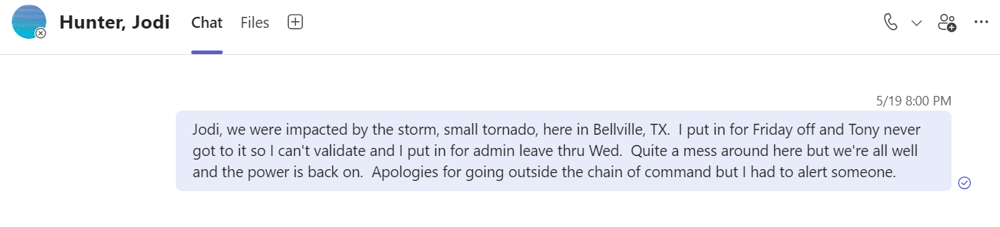 Hunter, Jodi Chat Files
5/19 8:00 PM
Jodi, we were impacted by the storm, small tornado, here in Bellville, TX.  I put in for Friday off and Tony never
got to it so I can't validate and I put in for admin leave thru Wed.  Quite a mess around here but we're all well
and the power is back on.  Apologies for going outside the chain of command but I had to alert someone.